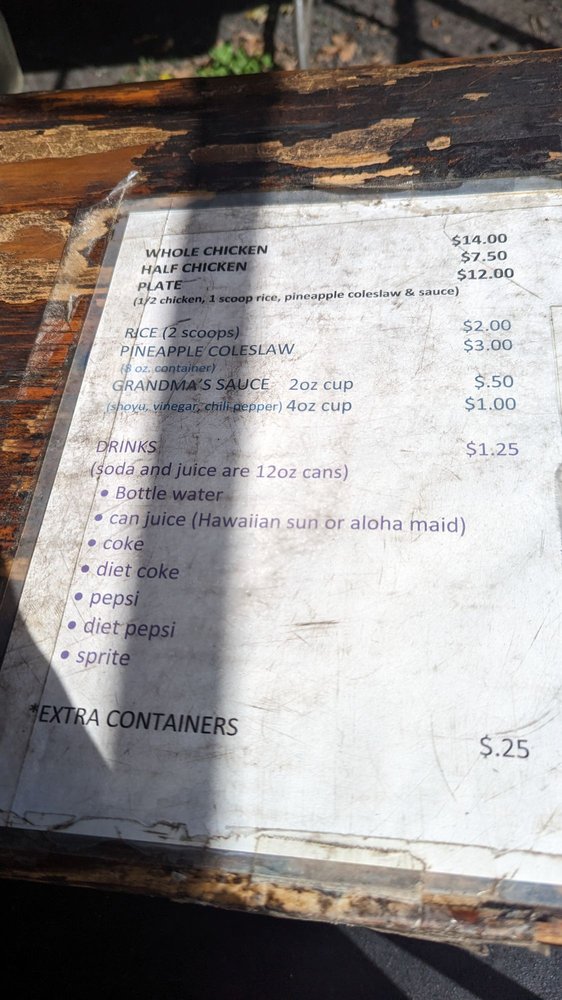 WHOLE CHICKEN $14.00
HALF CHICKEN $7.50
PLATE $12.00
(1/2 chicken, 1 scoop rice, pineapple coleslaw & sauce)
RICE (2 scoops) $2.00
PINEAPPLE COLESLAW $3.00
(8 oz. container)
GRANDMA'S SAUCE 2oz cup $.50
(shoyu, vinegar, chili pepper) 4oz cup $1.00
DRINKS $1.25
(soda and juice are 12oz cans)
• Bottle water
• can juice (Hawaiian sun or aloha maid)
• coke
• diet coke
• pepsi
• diet pepsi
• sprite
*EXTRA CONTAINERS $.25